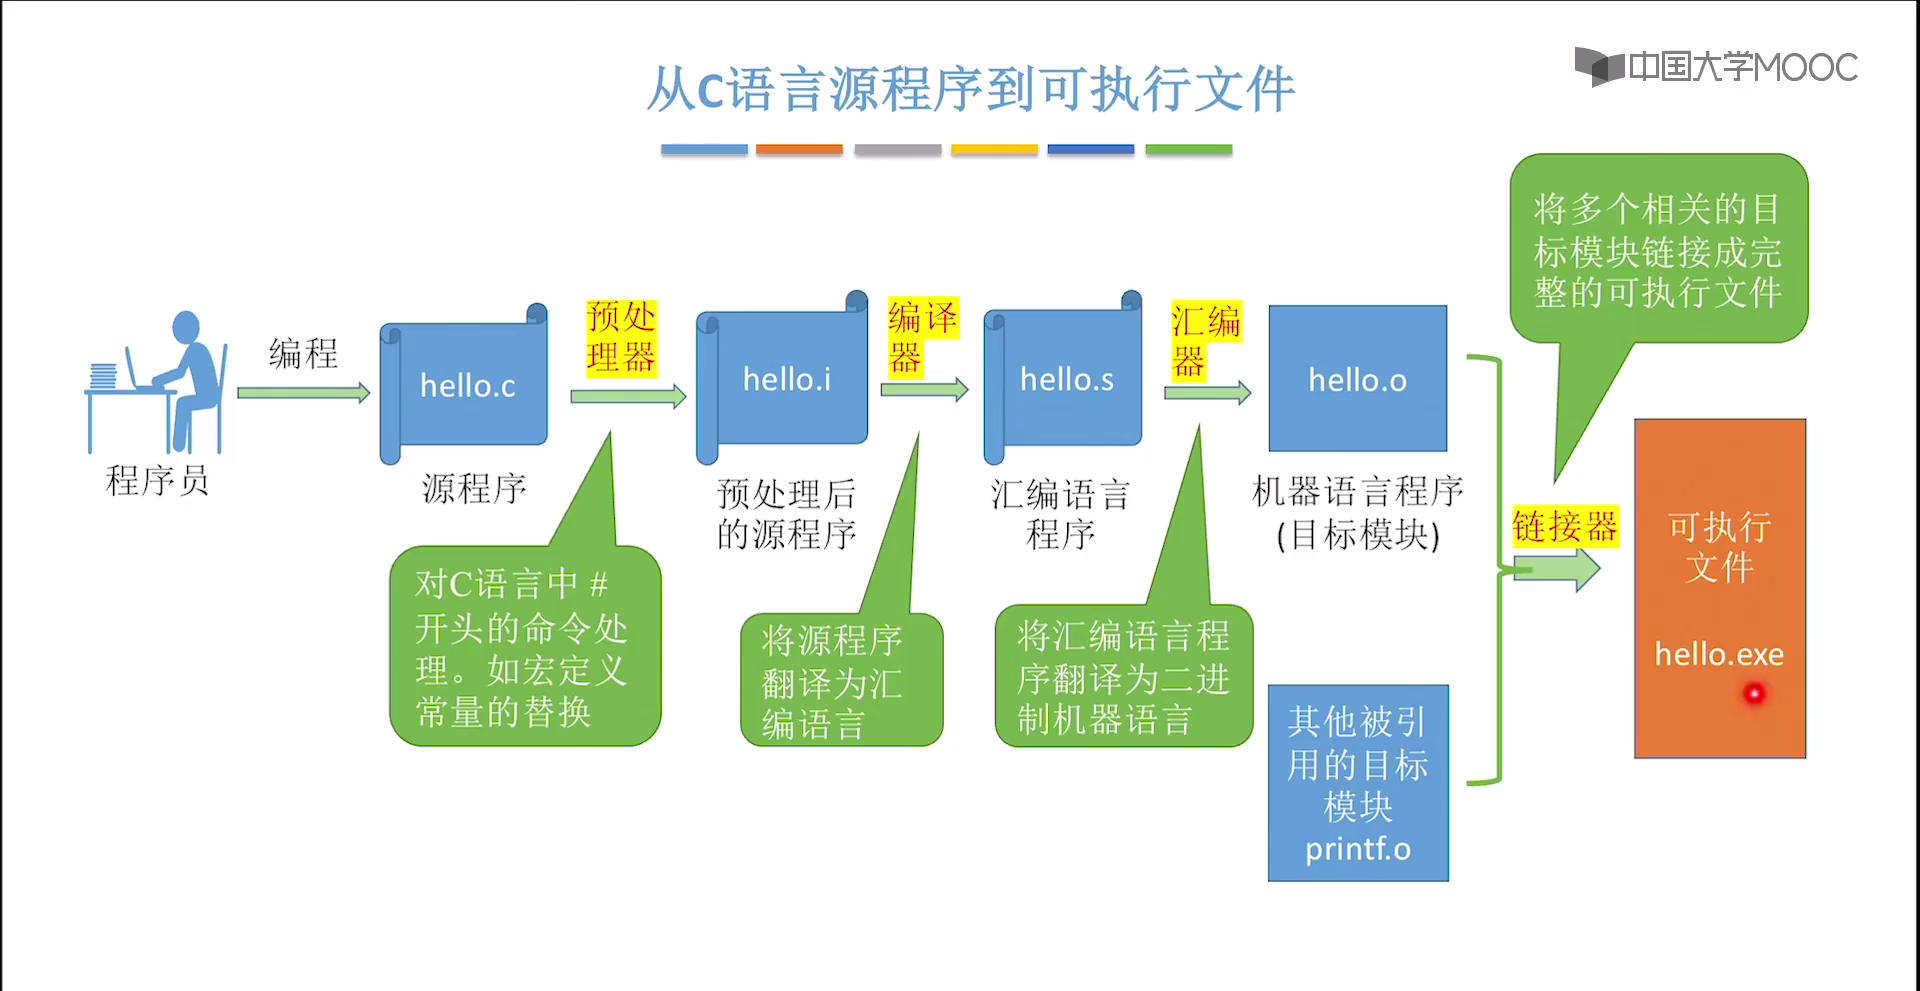 中国大学MOOC
从C语言源程序到可执行文件
将多个相关的目
标模块链接成完
整的可执行文件
编程
程序员
hello.c
源程序
预处
理器
hello.i
预处理后
的源程序
编译
器
hello.s
汇编语言
程序
汇编
器
hello.o
机器语言程序
(目标模块)
链接器
可执行
文件
hello.exe
对C语言中 #
开头的命令处
理。如宏定义
常量的替换
将源程序
翻译为汇
编语言
将汇编语言程
序翻译为二进
制机器语言
其他被引
用的目标
模块
printf.o